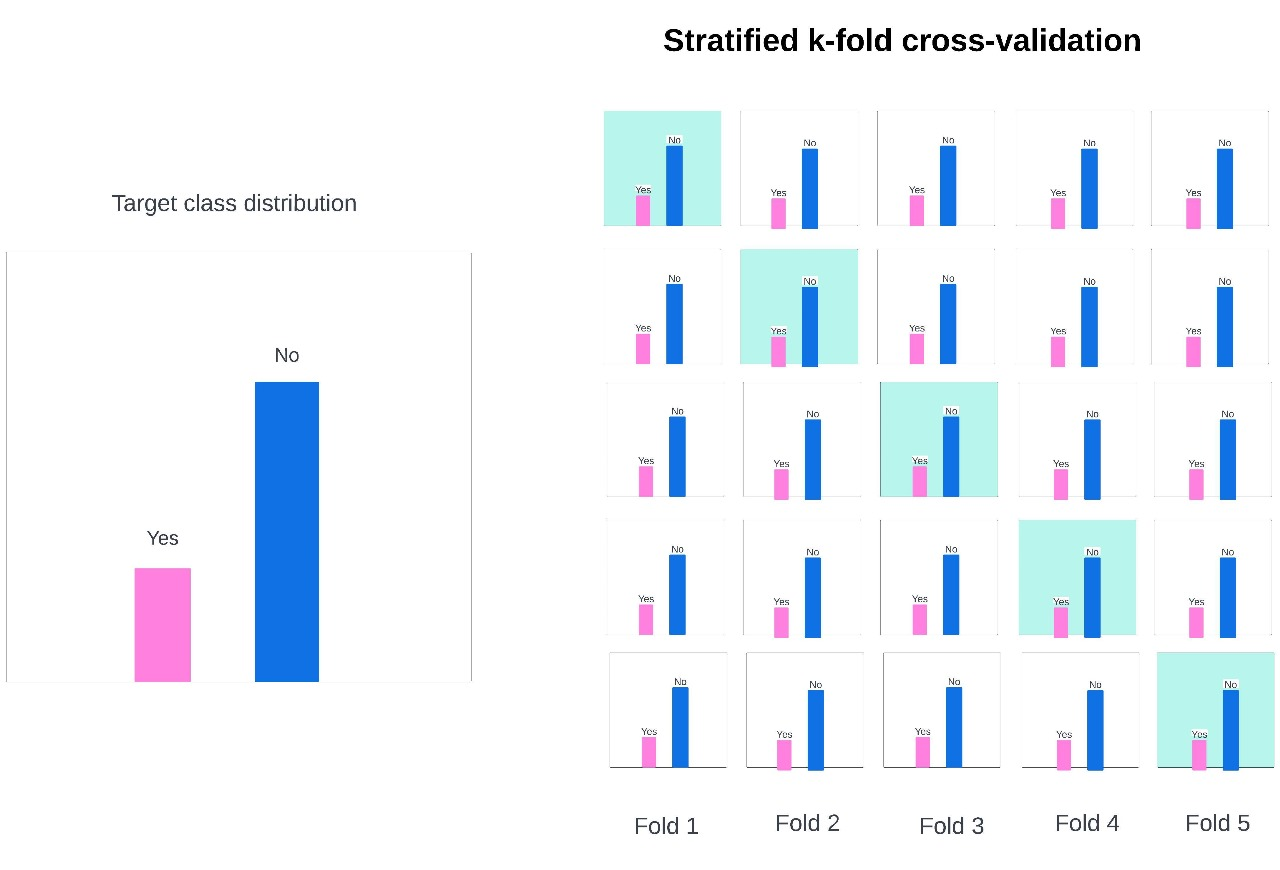 Stratified k-fold cross-validation
Target class distribution
No
Yes
No
Yes
No
Yes
No
Yes
No
Yes
No
Yes
No
Yes
No
Yes
No
Yes
No
Yes
No
Yes
No
Yes
No
Yes
No
Yes
No
Yes
No
Yes
No
Yes
No
Yes
No
Yes
No
Yes
No
Yes
No
Yes
No
Yes
No
Yes
No
Yes
No
Yes
Fold 1
Fold 2
Fold 3
Fold 4
Fold 5